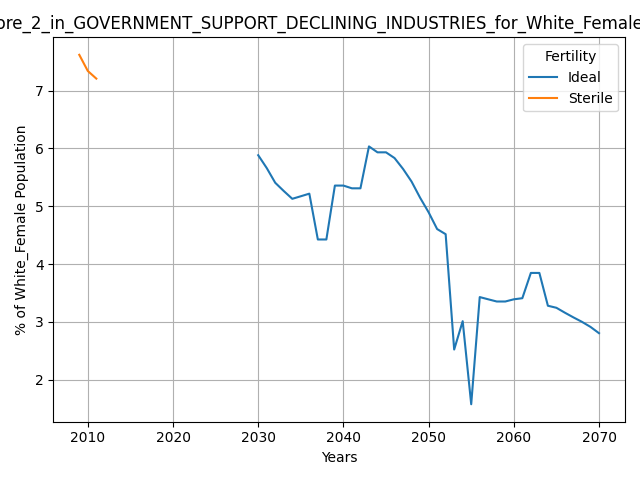 ore_2_in_GOVERNMENT_SUPPORT_DECLINING_INDUSTRIES_for_White_Female
Fertility
Ideal
Sterile
% of White_Female Population
7
6
5
4
3
2
2010 2020 2030 2040 2050 2060 2070
Years